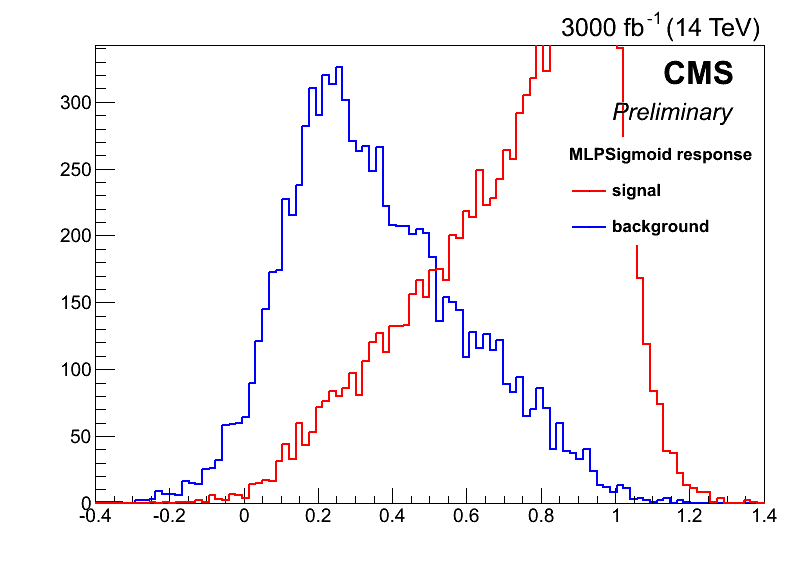 3000 fb⁻¹ (14 TeV)
CMS
Preliminary
MLPSigmoid response
signal
background
300
250
200
150
100
50
0
-0.4 -0.2 0 0.2 0.4 0.6 0.8 1 1.2 1.4